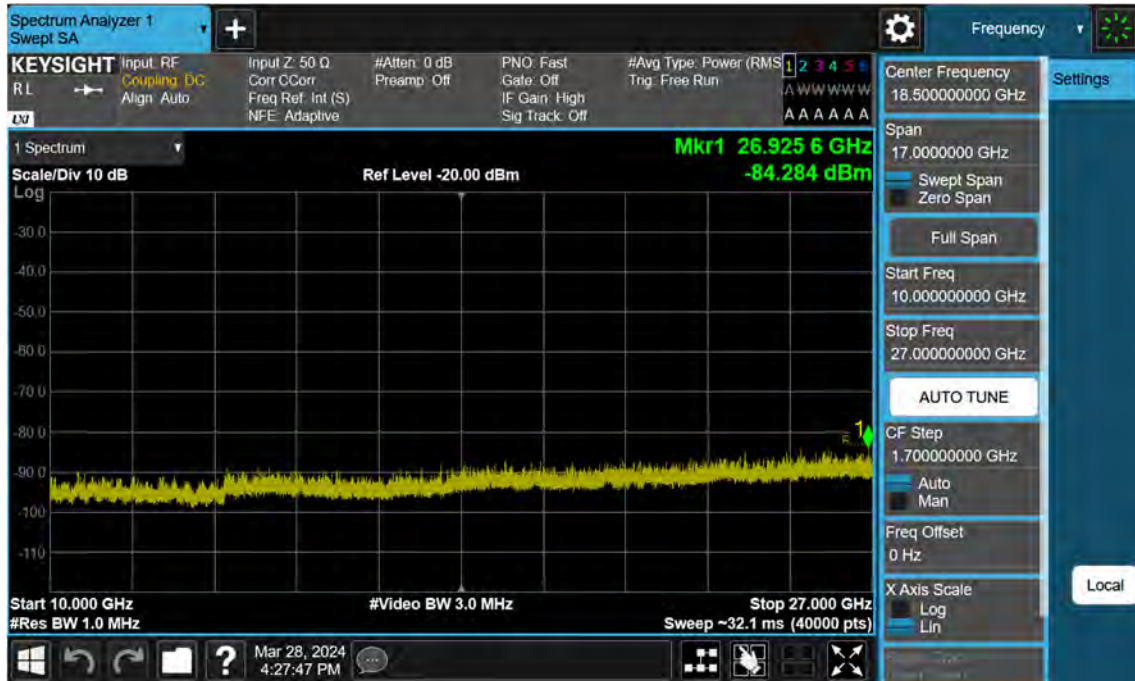 Spectrum Analyzer 1
Swept SA
+
Frequency
KEYSIGHT
R L
LXI
Input: RF
Coupling: DC
Align: Auto
Input Z: 50 Ω
Corr CCorr
Freq Ref: Int (S)
NFE: Adaptive
#Atten: 0 dB
Preamp: Off
PNO: Fast
Gate: Off
IF Gain: High
Sig Track: Off
#Avg Type: Power (RMS
Trig: Free Run
1 2 3 4 5 6
A W W W W W
A A A A A A
1 Spectrum
Scale/Div 10 dB
Ref Level -20.00 dBm
Mkr1 26.925 6 GHz
-84.284 dBm
Log
-30.0
-40.0
-50.0
-60.0
-70.0
-80.0
-90.0
-100
-110
1
Start 10.000 GHz
#Res BW 1.0 MHz
#Video BW 3.0 MHz
Stop 27.000 GHz
Sweep ~32.1 ms (40000 pts)
?
Mar 28, 2024
4:27:47 PM
Center Frequency
18.500000000 GHz
Span
17.0000000 GHz
Swept Span
Zero Span
Full Span
Start Freq
10.000000000 GHz
Stop Freq
27.000000000 GHz
AUTO TUNE
CF Step
1.700000000 GHz
Auto
Man
Freq Offset
0 Hz
X Axis Scale
Log
Lin
Settings
Local